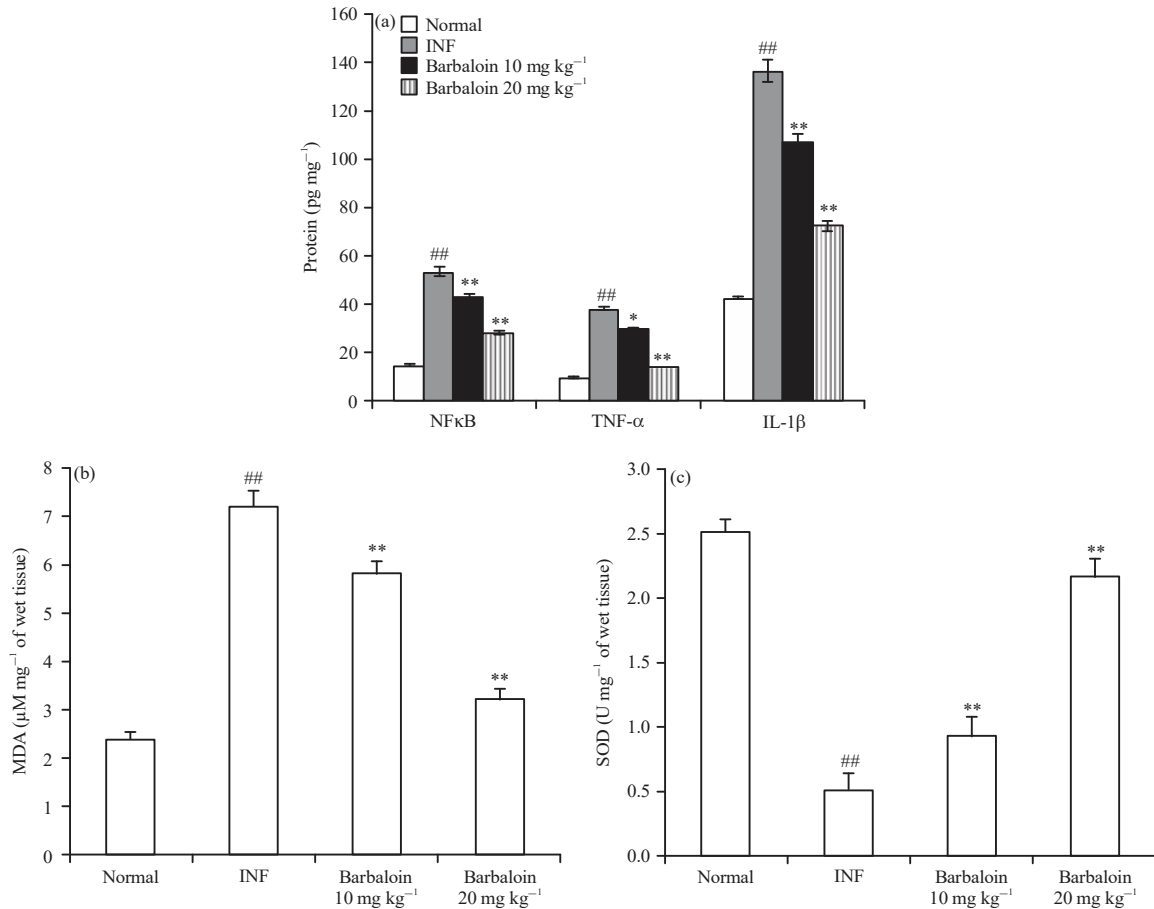 (a)
Normal
INF
Barbaloin 10 mg kg⁻¹
Barbaloin 20 mg kg⁻¹
Protein (pg mg⁻¹)
160
140
120
100
80
60
40
20
0
##
**
**
##
*
**
##
**
**
NFκB
TNF-α
IL-1β
(b)
MDA (µM mg⁻¹ of wet tissue)
8
7
6
5
4
3
2
1
0
##
**
**
Normal
INF
Barbaloin
10 mg kg⁻¹
Barbaloin
20 mg kg⁻¹
(c)
SOD (U mg⁻¹ of wet tissue)
3.0
2.5
2.0
1.5
1.0
0.5
0.0
##
**
**
Normal
INF
Barbaloin
10 mg kg⁻¹
Barbaloin
20 mg kg⁻¹